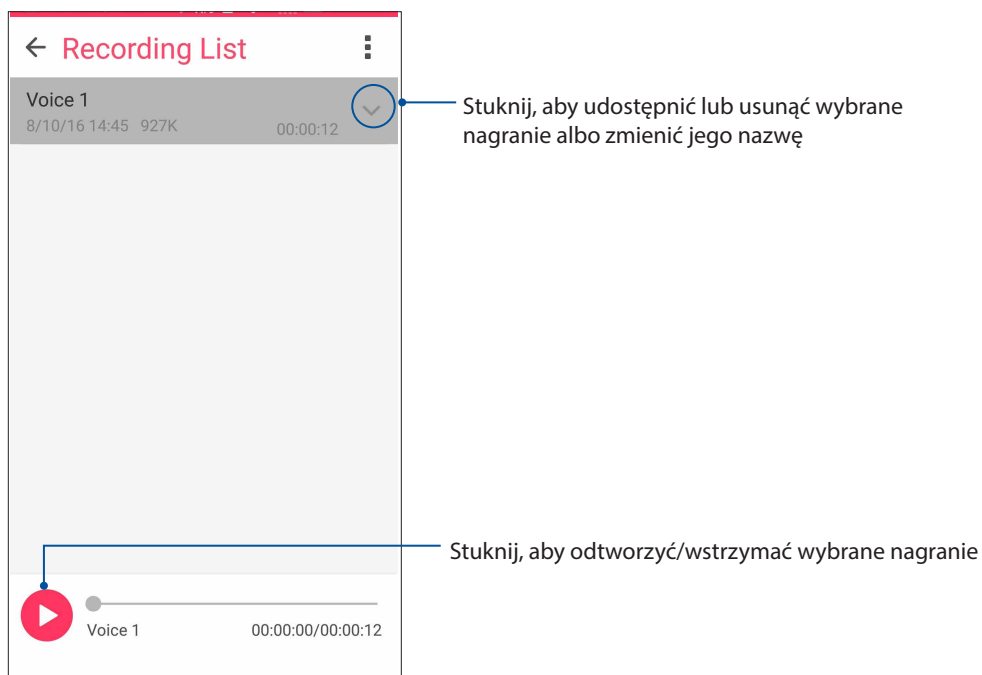 Recording List
Voice 1
8/10/16 14:45 927K 00:00:12
Stuknij, aby udostępnić lub usunąć wybrane
nagranie albo zmienić jego nazwę
Stuknij, aby odtworzyć/wstrzymać wybrane nagranie
Voice 1 00:00:00/00:00:12